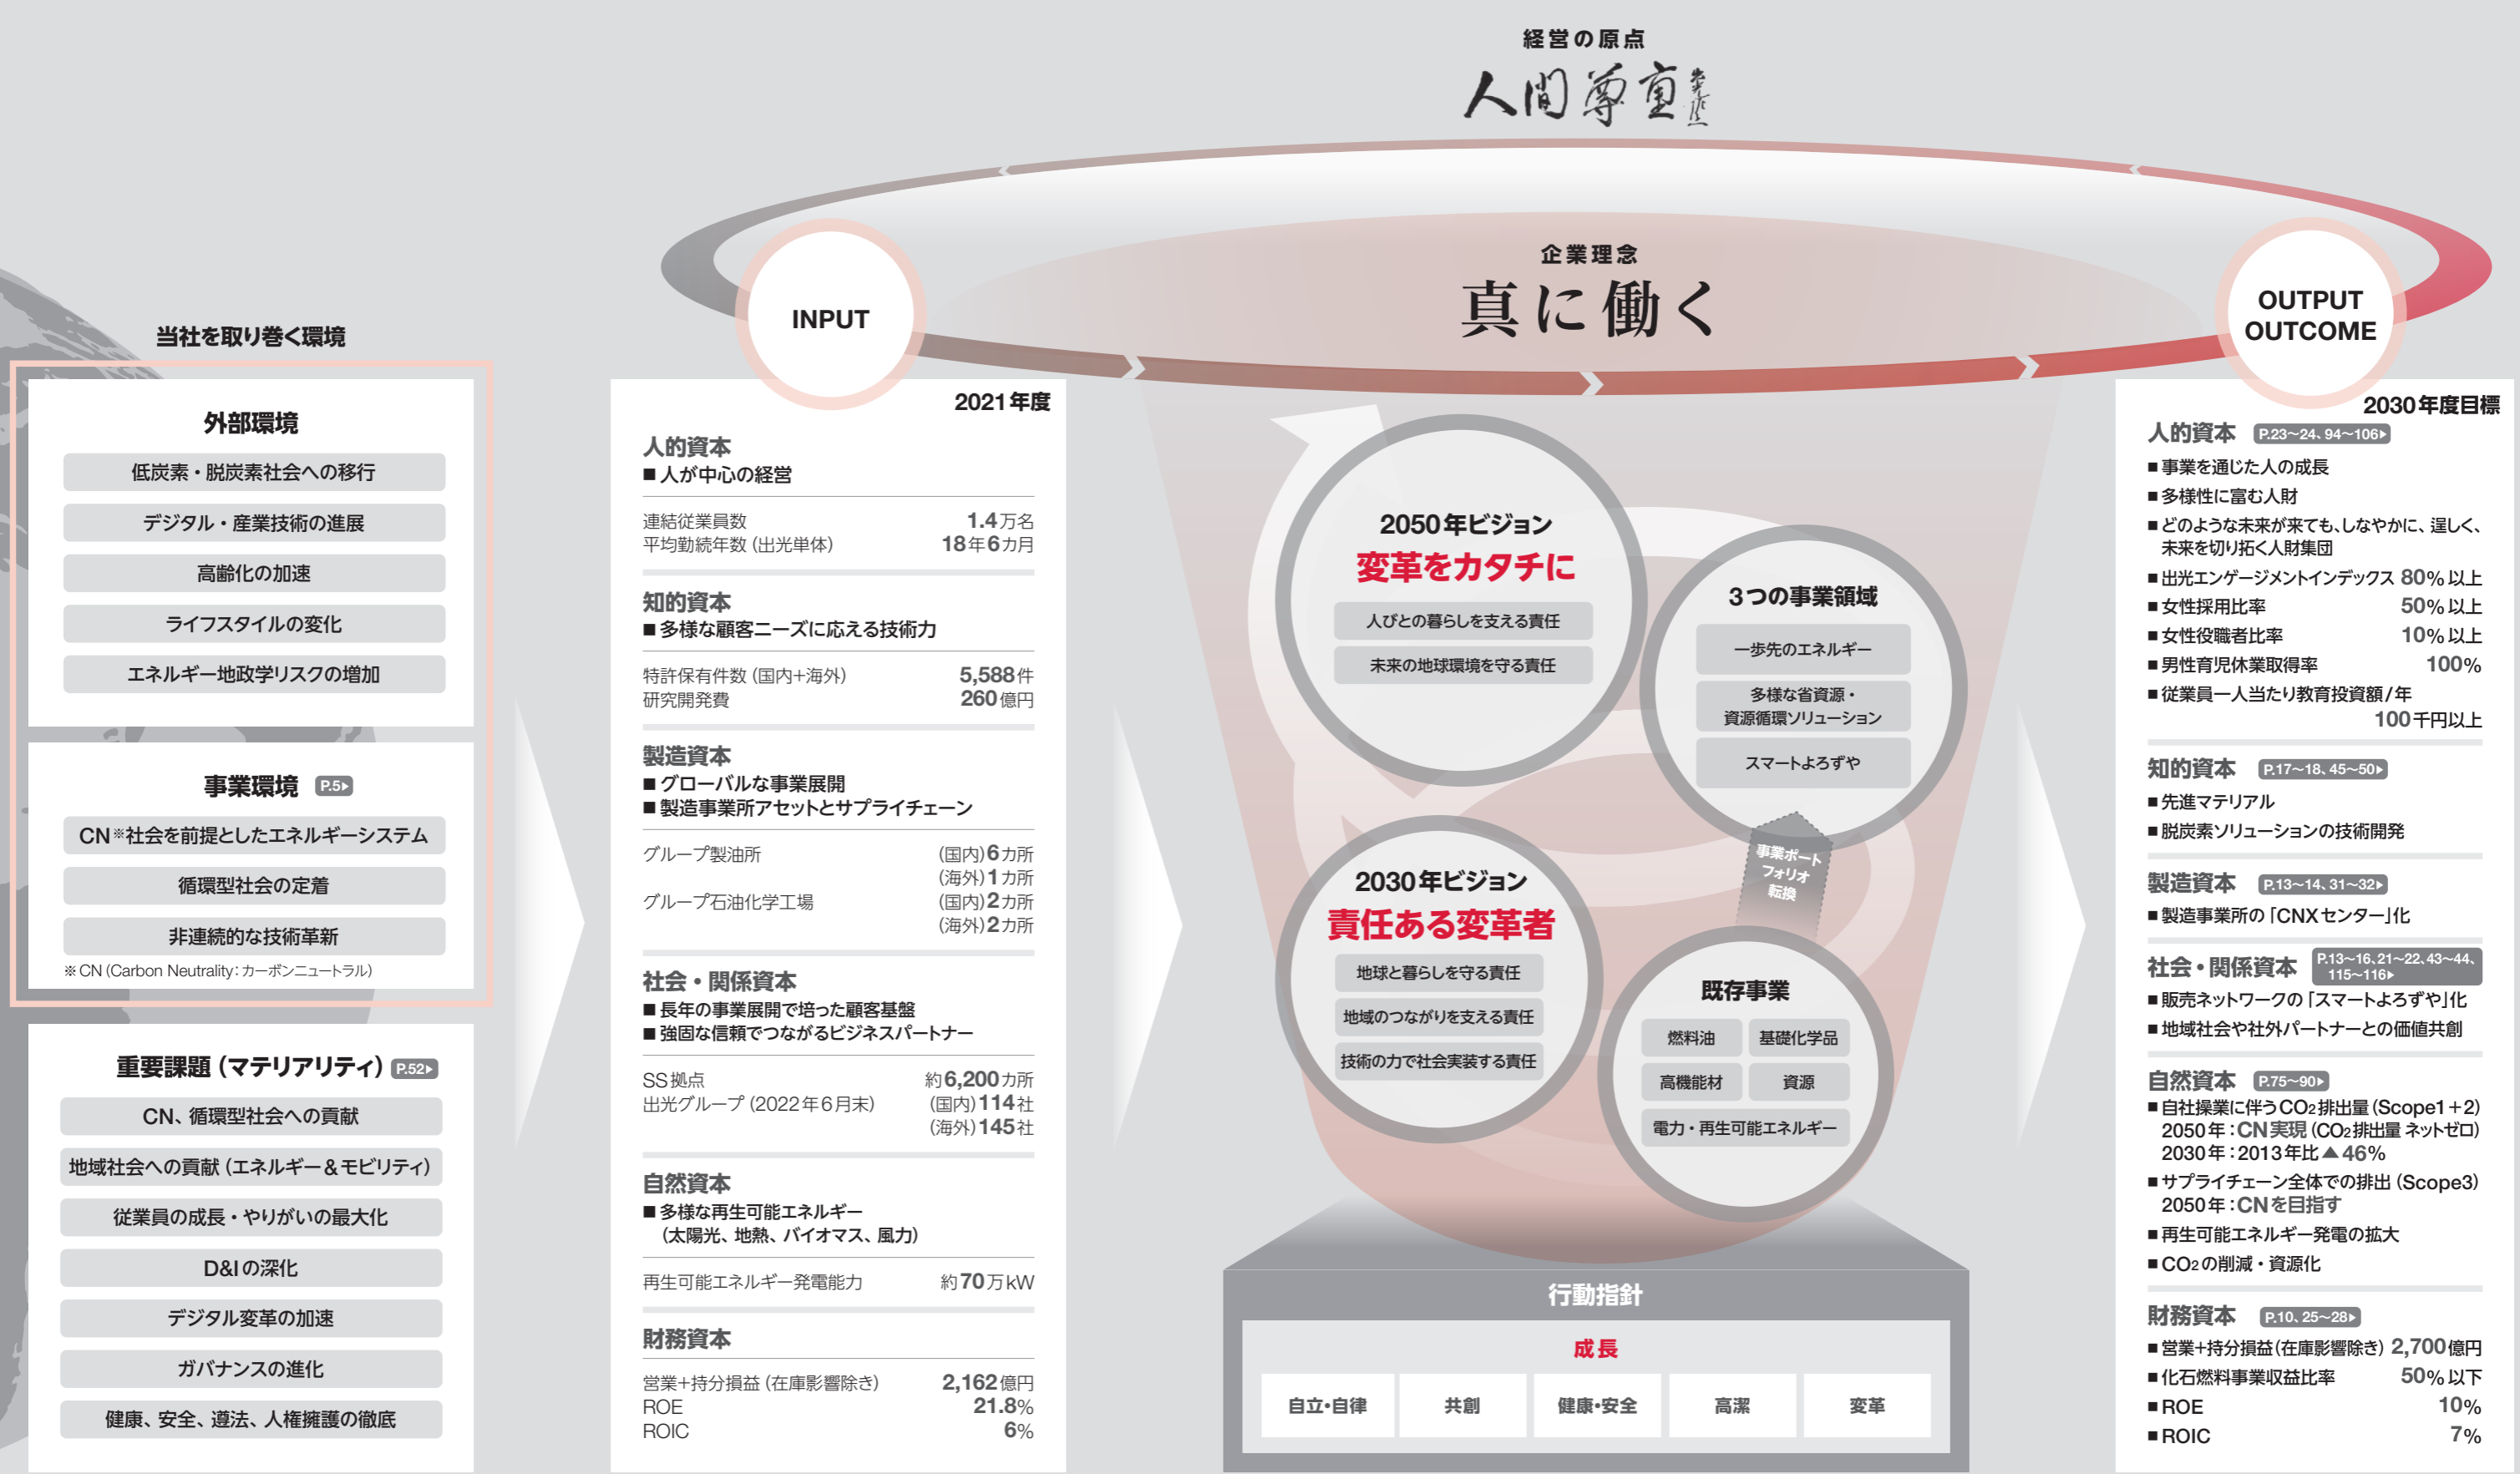 経営の原点
人間尊重
企業理念
真に働く
INPUT
OUTPUT
OUTCOME
当社を取り巻く環境
外部環境
低炭素・脱炭素社会への移行
デジタル・産業技術の進展
高齢化の加速
ライフスタイルの変化
エネルギー地政学リスクの増加
事業環境 P.5▶
CN※社会を前提としたエネルギーシステム
循環型社会の定着
非連続的な技術革新
※CN（Carbon Neutrality：カーボンニュートラル）
重要課題（マテリアリティ） P.52▶
CN、循環型社会への貢献
地域社会への貢献（エネルギー＆モビリティ）
従業員の成長・やりがいの最大化
D&Iの深化
デジタル変革の加速
ガバナンスの進化
健康、安全、遵法、人権擁護の徹底
2021年度
人的資本
■ 人が中心の経営
連結従業員数 1.4万名
平均勤続年数（出光単体） 18年6カ月
知的資本
■ 多様な顧客ニーズに応える技術力
特許保有件数（国内+海外） 5,588件
研究開発費 260億円
製造資本
■ グローバルな事業展開
■ 製造事業所アセットとサプライチェーン
グループ製油所 （国内）6カ所
（海外）1カ所
グループ石油化学工場 （国内）2カ所
（海外）2カ所
社会・関係資本
■ 長年の事業展開で培った顧客基盤
■ 強固な信頼でつながるビジネスパートナー
SS拠点 約6,200カ所
出光グループ（2022年6月末） （国内）114社
（海外）145社
自然資本
■ 多様な再生可能エネルギー
（太陽光、地熱、バイオマス、風力）
再生可能エネルギー発電能力 約70万kW
財務資本
営業+持分損益（在庫影響除き） 2,162億円
ROE 21.8%
ROIC 6%
2050年ビジョン
変革をカタチに
人びとの暮らしを支える責任
未来の地球環境を守る責任
3つの事業領域
一歩先のエネルギー
多様な省資源・
資源循環ソリューション
スマートよろずや
事業ポート
フォリオ
転換
2030年ビジョン
責任ある変革者
地球と暮らしを守る責任
地域のつながりを支える責任
技術の力で社会実装する責任
既存事業
燃料油 基礎化学品
高機能材 資源
電力・再生可能エネルギー
行動指針
成長
自立・自律 共創 健康・安全 高潔 変革
2030年度目標
人的資本 P.23～24、94～106▶
■ 事業を通じた人の成長
■ 多様性に富む人財
■ どのような未来が来ても、しなやかに、逞しく、
未来を切り拓く人財集団
■ 出光エンゲージメントインデックス 80%以上
■ 女性採用比率 50%以上
■ 女性役職者比率 10%以上
■ 男性育児休業取得率 100%
■ 従業員一人当たり教育投資額/年
100千円以上
知的資本 P.17～18、45～50▶
■ 先進マテリアル
■ 脱炭素ソリューションの技術開発
製造資本 P.13～14、31～32▶
■ 製造事業所の「CNXセンター」化
社会・関係資本 P.13～16、21～22、43～44、
115～116▶
■ 販売ネットワークの「スマートよろずや」化
■ 地域社会や社外パートナーとの価値共創
自然資本 P.75～90▶
■ 自社操業に伴うCO2排出量（Scope1＋2）
2050年：CN実現（CO2排出量 ネットゼロ）
2030年：2013年比▲46%
■ サプライチェーン全体での排出（Scope3）
2050年：CNを目指す
■ 再生可能エネルギー発電の拡大
■ CO2の削減・資源化
財務資本 P.10、25～28▶
■ 営業+持分損益（在庫影響除き） 2,700億円
■ 化石燃料事業収益比率 50%以下
■ ROE 10%
■ ROIC 7%